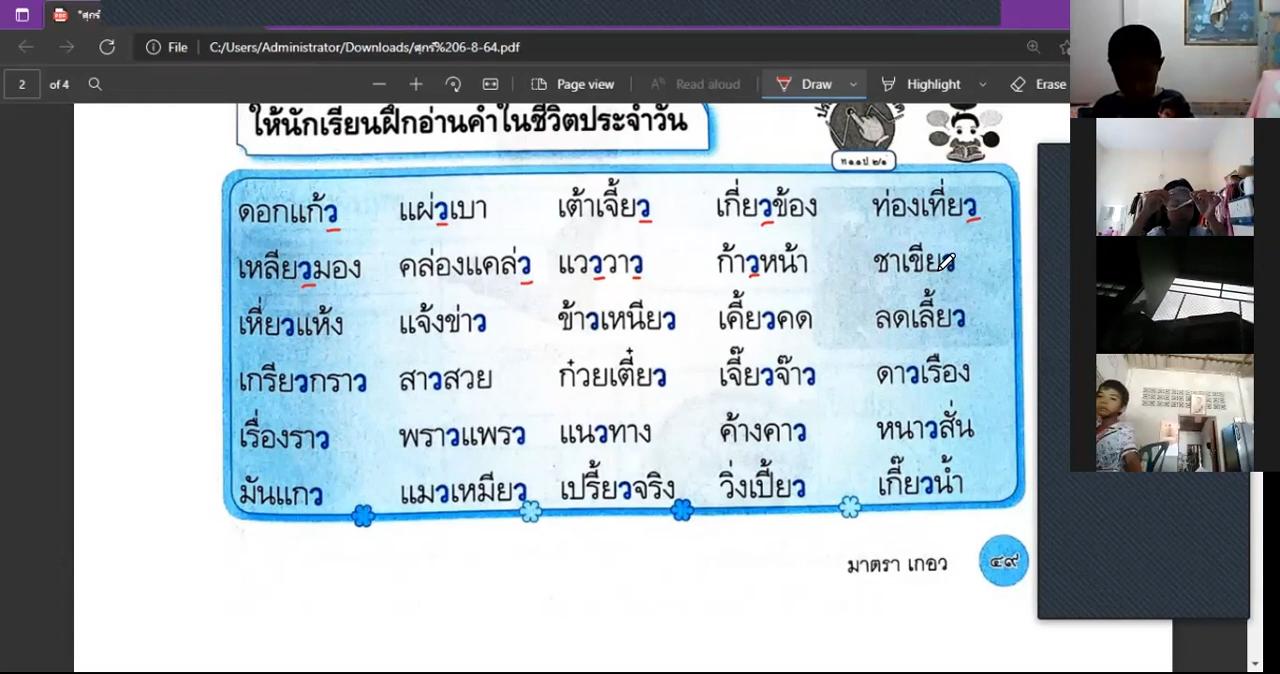 "ศุกร์
File C:/Users/Administrator/Downloads/ศุกร์%206-8-64.pdf
2 of 4 Page view Read aloud Draw Highlight Erase
ให้นักเรียนฝึกอ่านคำในชีวิตประจำวัน
ท ๑.๑ ป ๒/๑
ดอกแก้ว แผ่วเบา เต้าเจี้ยว เกี่ยวข้อง ท่องเที่ยว
เหลียวมอง คล่องแคล่ว แวววาว ก้าวหน้า ชาเขียว
เหี่ยวแห้ง แจ้งข่าว ข้าวเหนียว เคี้ยวคด ลดเลี้ยว
เกรียวกราว สาวสวย ก๋วยเตี๋ยว เจี๊ยวจ๊าว ดาวเรือง
เรื่องราว พราวแพรว แนวทาง ค้างคาว หนาวสั่น
มันแกว แมวเหมียว เปรี้ยวจริง วิ่งเปี้ยว เกี๊ยวน้ำ
มาตรา เกอว ๔๙